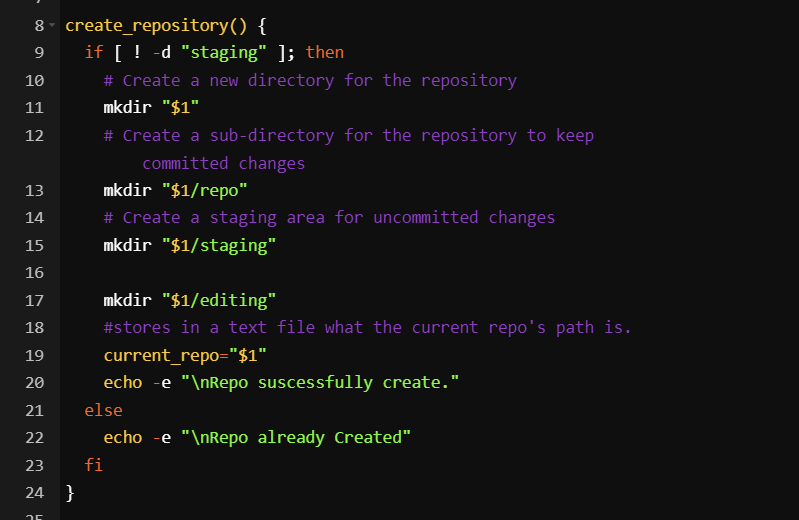 8 create_repository() {
9 if [ ! -d "staging" ]; then
10 # Create a new directory for the repository
11 mkdir "$1"
12 # Create a sub-directory for the repository to keep
committed changes
13 mkdir "$1/repo"
14 # Create a staging area for uncommitted changes
15 mkdir "$1/staging"
16
17 mkdir "$1/editing"
18 #stores in a text file what the current repo's path is.
19 current_repo="$1"
20 echo -e "\nRepo suscessfully create."
21 else
22 echo -e "\nRepo already Created"
23 fi
24 }
25